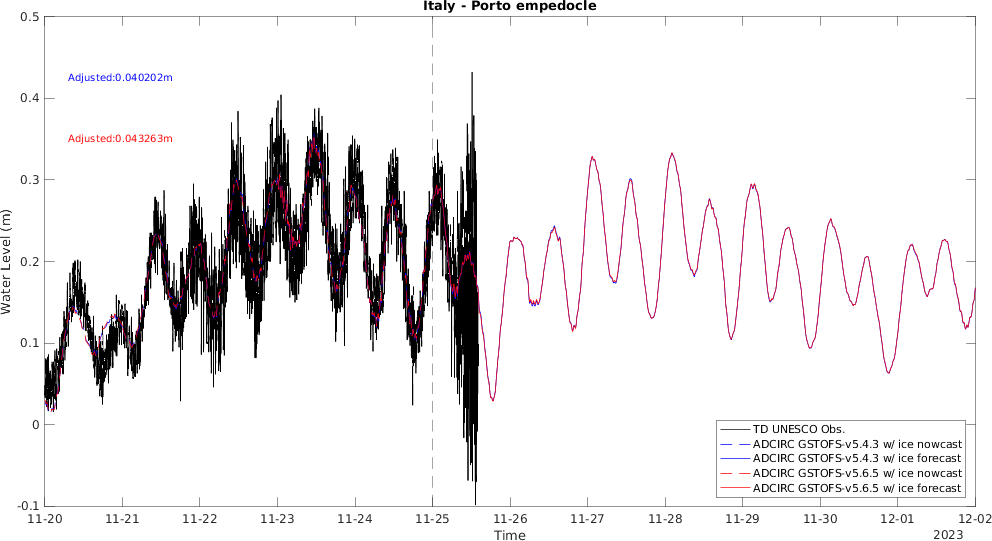 Italy - Porto empedocle
Adjusted:0.040202m
Adjusted:0.043263m
Water Level (m)
0.5
0.4
0.3
0.2
0.1
0
-0.1
11-20 11-21 11-22 11-23 11-24 11-25 11-26 11-27 11-28 11-29 11-30 12-01 12-02
Time
2023
TD UNESCO Obs.
ADCIRC GSTOFS-v5.4.3 w/ ice nowcast
ADCIRC GSTOFS-v5.4.3 w/ ice forecast
ADCIRC GSTOFS-v5.6.5 w/ ice nowcast
ADCIRC GSTOFS-v5.6.5 w/ ice forecast